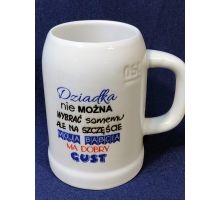 Dziadka
nie MOŻNA
WYBRAĆ samemu
ALE NA SZCZĘŚCIE
MOJA BABCIA
MA DOBRY
GUST